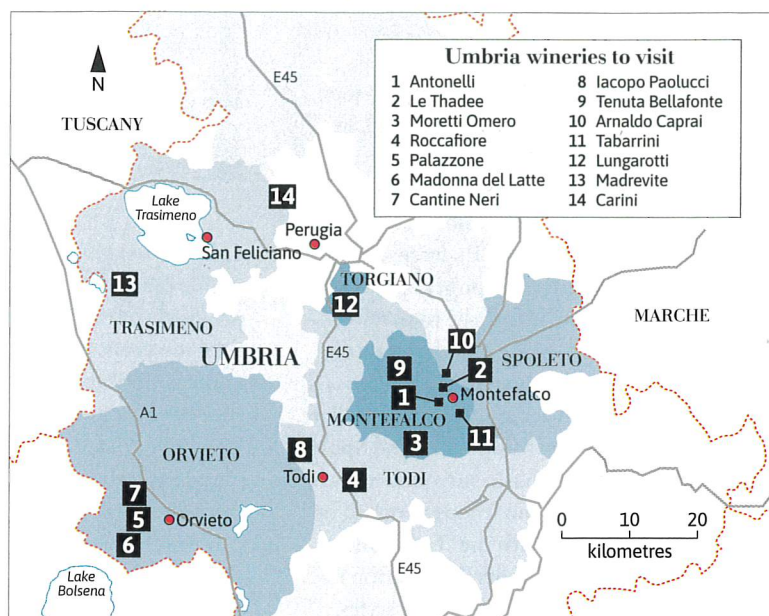 Umbria wineries to visit
1 Antonelli
2 Le Thadee
3 Moretti Omero
4 Roccafiore
5 Palazzone
6 Madonna del Latte
7 Cantine Neri
8 Iacopo Paolucci
9 Tenuta Bellafonte
10 Arnaldo Caprai
11 Tabarrini
12 Lungarotti
13 Madrevite
14 Carini
N
E45
TUSCANY
Lake
Trasimeno
14
Perugia
San Feliciano
13
TORGIANO
12
MARCHE
TRASIMENO
UMBRIA
E45
10
SPOLETO
9
2
1
Montefalco
A1
MONTEFALCO
11
3
ORVIETO
8
TODI
Todi
4
7
5
Orvieto
6
0 10 20
kilometres
E45
Lake
Bolsena